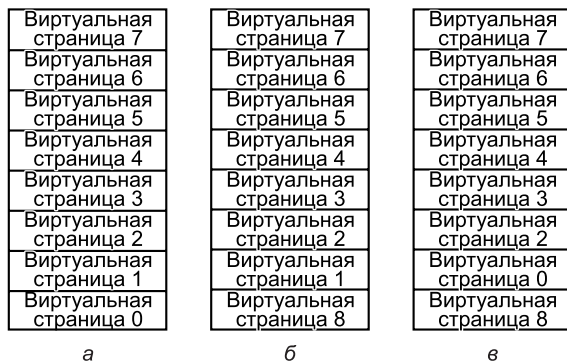 Виртуальная
страница 7
Виртуальная
страница 6
Виртуальная
страница 5
Виртуальная
страница 4
Виртуальная
страница 3
Виртуальная
страница 2
Виртуальная
страница 1
Виртуальная
страница 0
а
Виртуальная
страница 7
Виртуальная
страница 6
Виртуальная
страница 5
Виртуальная
страница 4
Виртуальная
страница 3
Виртуальная
страница 2
Виртуальная
страница 1
Виртуальная
страница 8
б
Виртуальная
страница 7
Виртуальная
страница 6
Виртуальная
страница 5
Виртуальная
страница 4
Виртуальная
страница 3
Виртуальная
страница 2
Виртуальная
страница 0
Виртуальная
страница 8
в